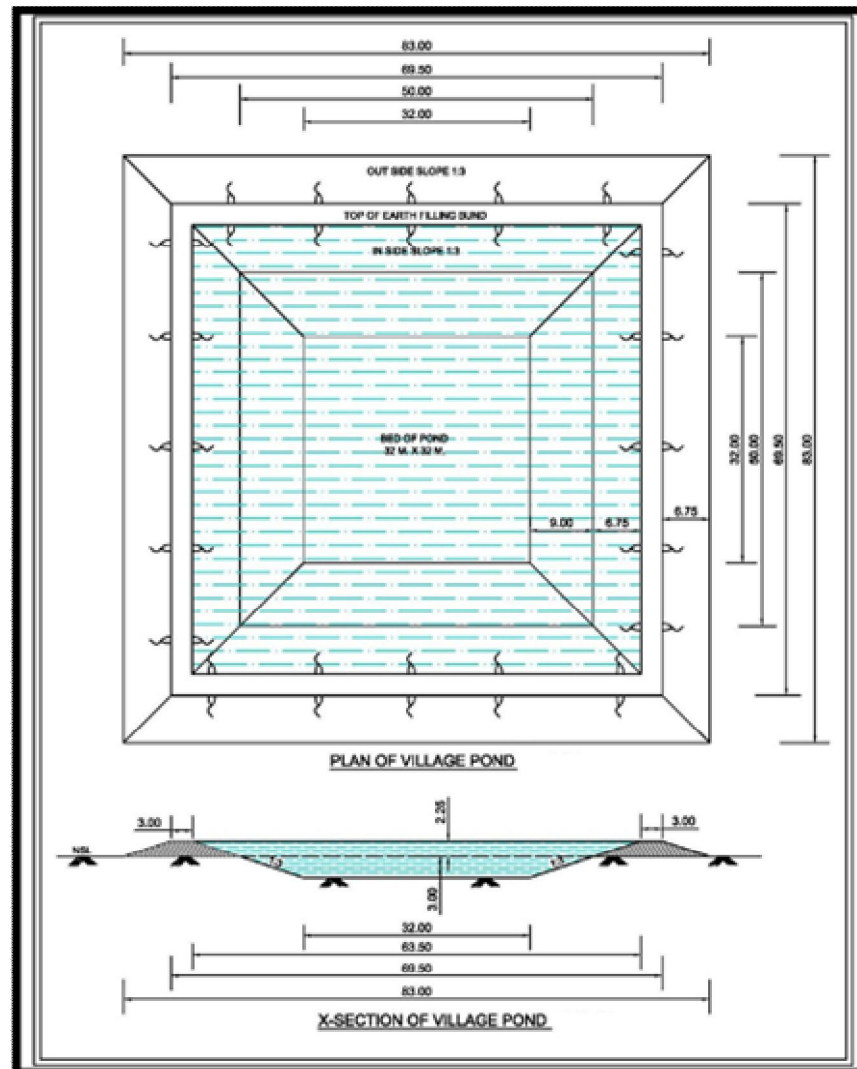 83.00
69.50
50.00
32.00
OUT SIDE SLOPE 1:3
TOP OF EARTH FILLING BUND
IN SIDE SLOPE 1:3
BED OF POND
32 M. X 32 M.
9.00
6.75
6.75
32.00
50.00
69.50
83.00
PLAN OF VILLAGE POND
3.00
2.25
3.00
NSL
1:3
1:3
3.00
32.00
63.50
69.50
83.00
X-SECTION OF VILLAGE POND